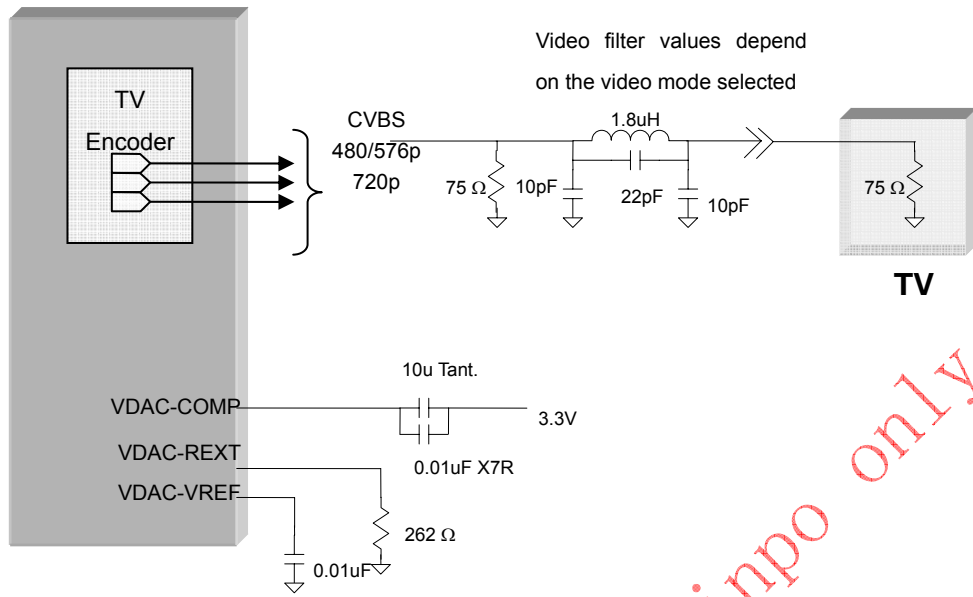 Video filter values depend
on the video mode selected
TV
Encoder
CVBS
480/576p
720p
1.8uH
75 Ω
10pF
22pF
10pF
75 Ω
TV
10u Tant.
VDAC-COMP
3.3V
0.01uF X7R
VDAC-REXT
VDAC-VREF
262 Ω
0.01uF
inpo only